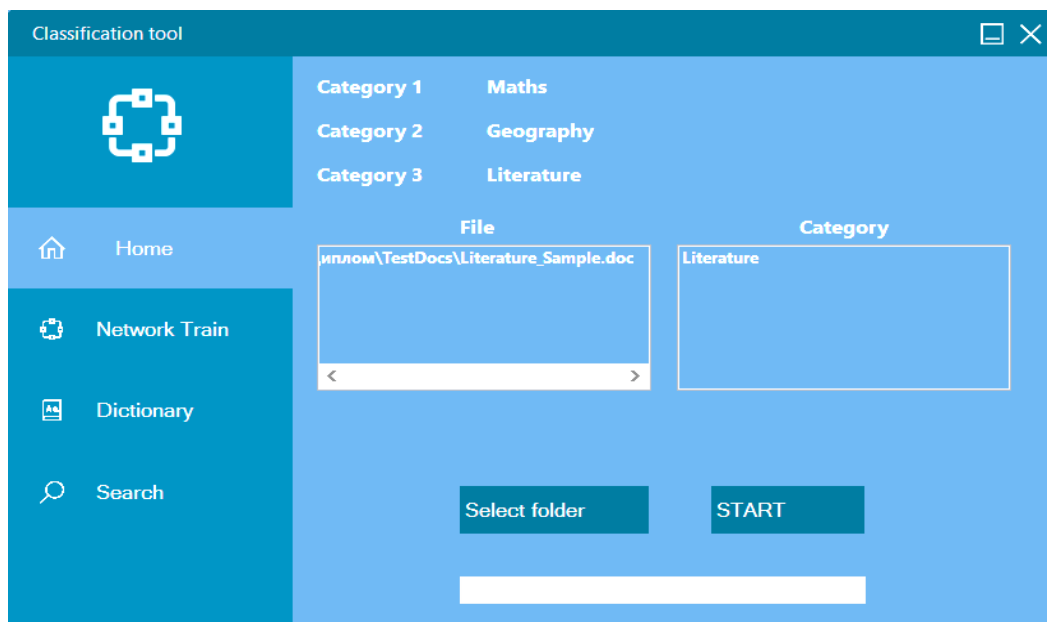 Classification tool
Category 1 Maths
Category 2 Geography
Category 3 Literature
File Category
иплом\TestDocs\Literature_Sample.doc Literature
Home
Network Train
Dictionary
Search
Select folder START